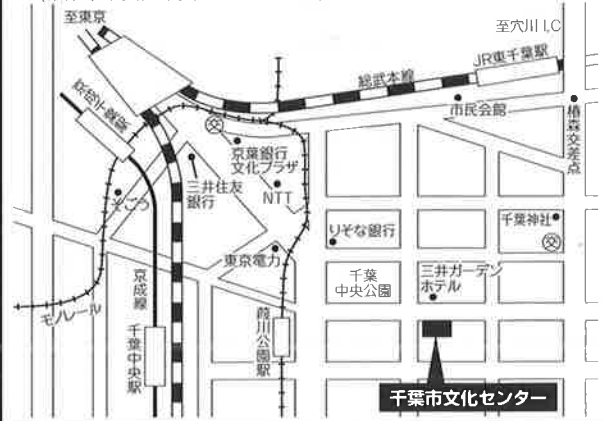 至東京
至穴川I,C
JR東千葉駅
総武本線
市民会館
椿森交差点
京成千葉駅
交
京葉銀行
文化プラザ
三井住友
銀行
NTT
そごう
りそな銀行
千葉神社
交
東京電力
千葉
中央公園
三井ガーデン
ホテル
京成線
モノレール
千葉中央駅
葭川公園駅
千葉市文化センター